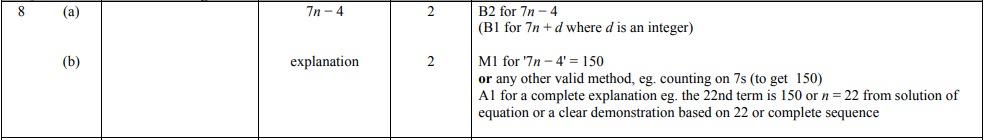 8 (a) 7n – 4 2 B2 for 7n – 4
(B1 for 7n + d where d is an integer)
(b) explanation 2 M1 for '7n – 4' = 150
or any other valid method, eg. counting on 7s (to get  150)
A1 for a complete explanation eg. the 22nd term is 150 or n = 22 from solution of
equation or a clear demonstration based on 22 or complete sequence